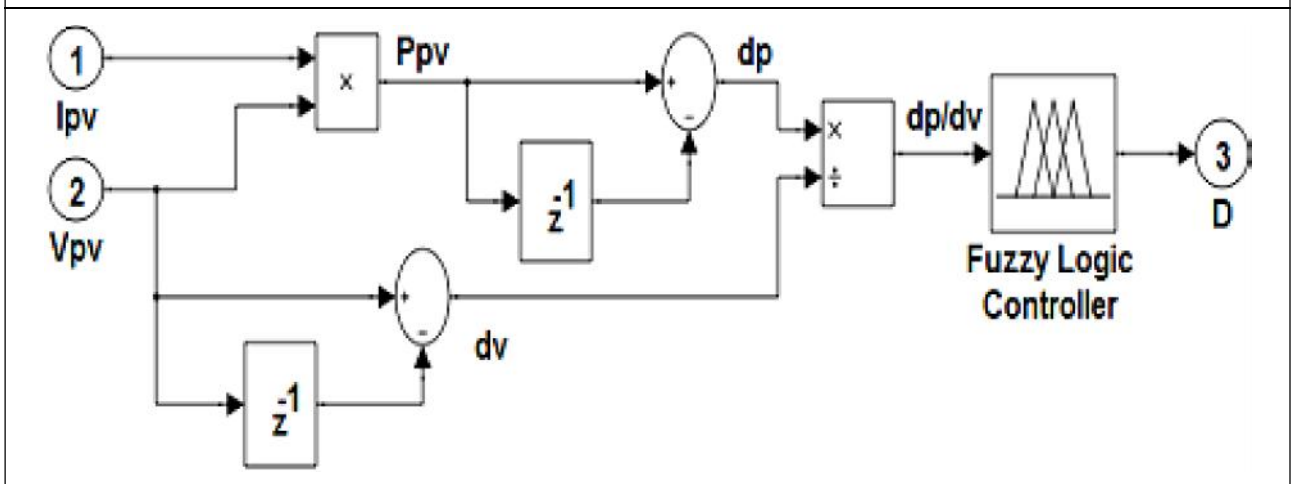 1
Ipv
2
Vpv
×
Ppv
z-1
dp
×
÷
dp/dv
z-1
dv
Fuzzy Logic
Controller
3
D
+
-
+
-